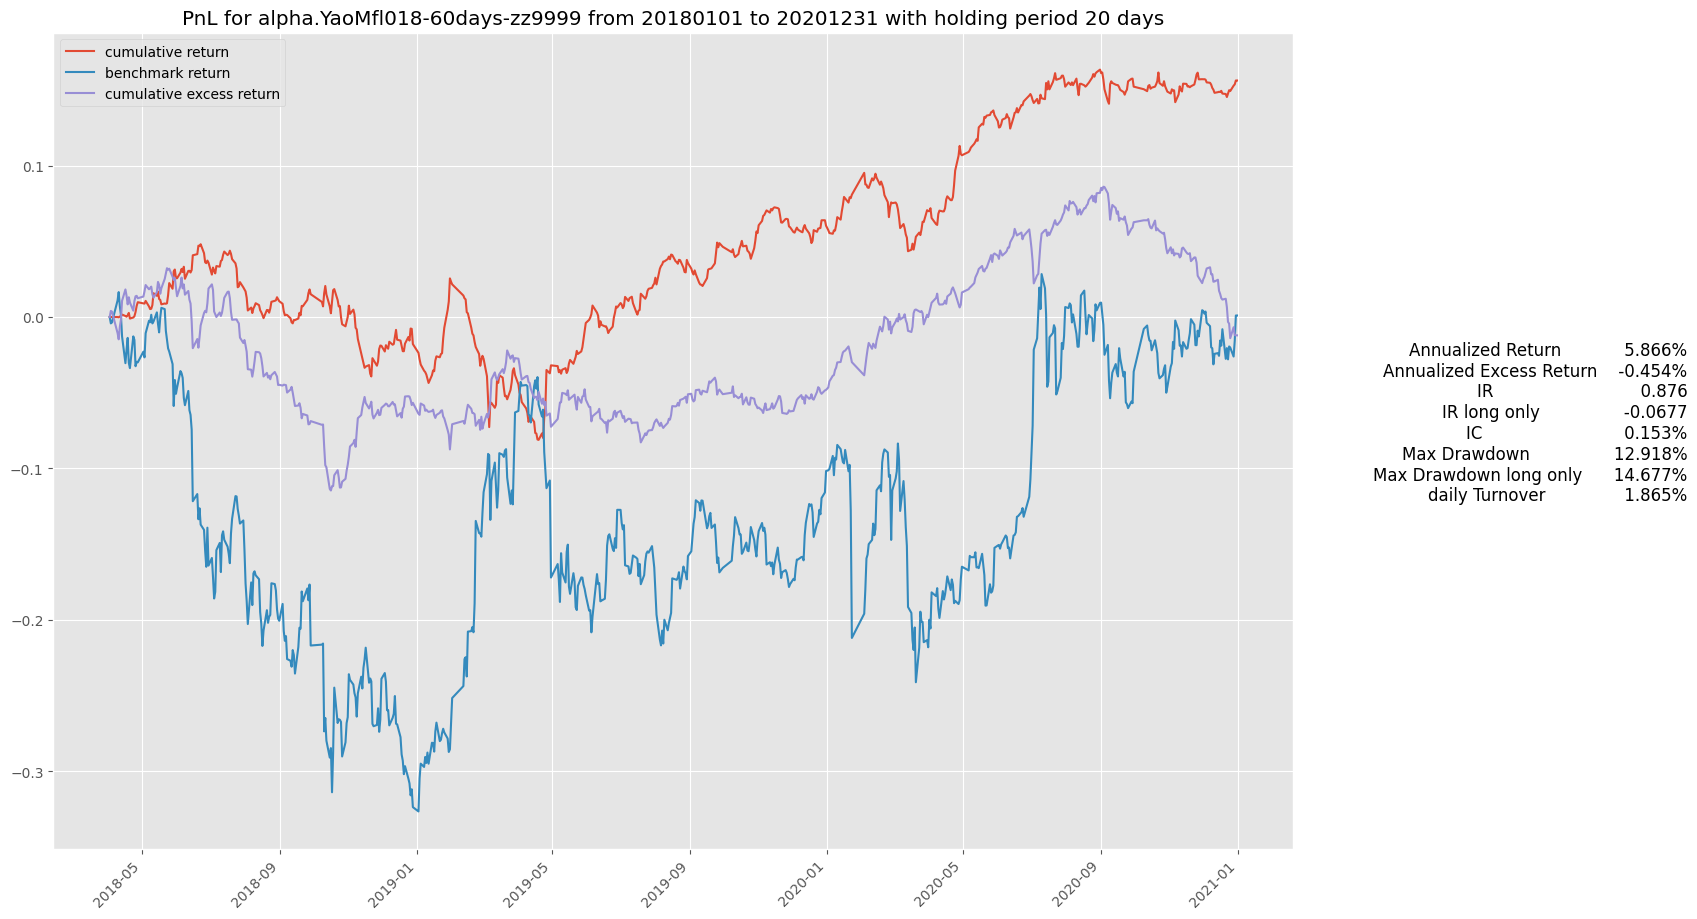 PnL for alpha.YaoMfl018-60days-zz9999 from 20180101 to 20201231 with holding period 20 days
cumulative return
benchmark return
cumulative excess return
0.1
0.0
−0.1
−0.2
−0.3
2018-05
2018-09
2019-01
2019-05
2019-09
2020-01
2020-05
2020-09
2021-01
Annualized Return 5.866%
Annualized Excess Return -0.454%
IR 0.876
IR long only -0.0677
IC 0.153%
Max Drawdown 12.918%
Max Drawdown long only 14.677%
daily Turnover 1.865%